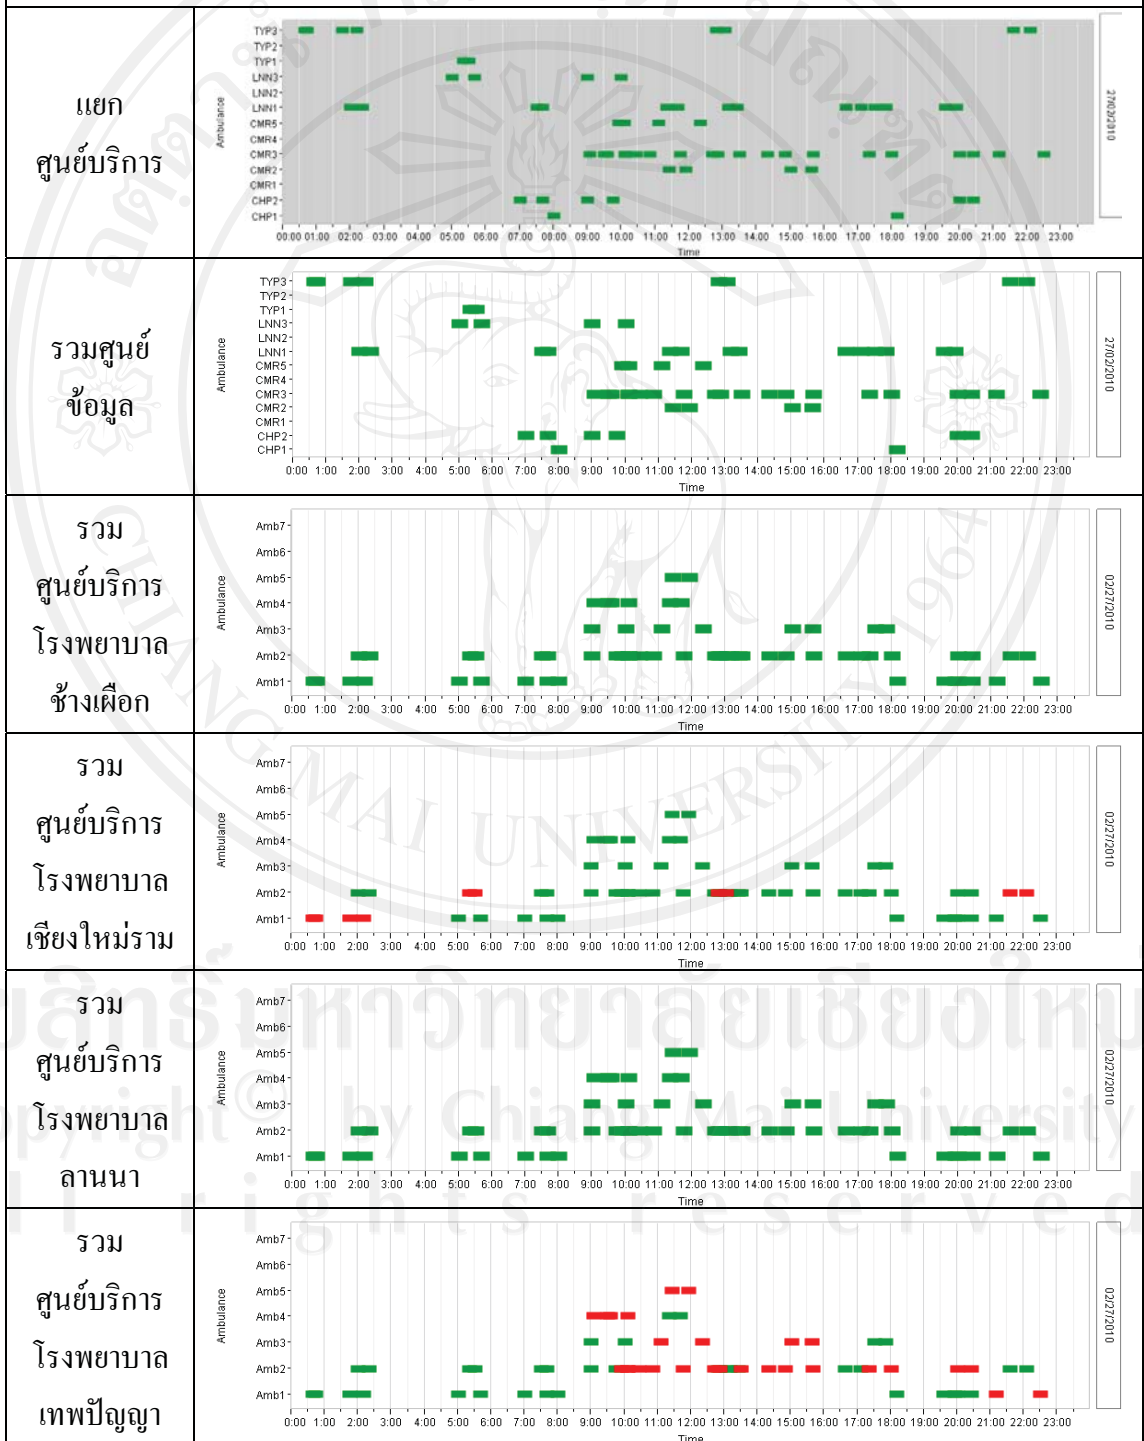 แยก
ศูนย์บริการ
Ambulance
TYP3
TYP2
TYP1
LNN3
LNN2
LNN1
CMR5
CMR4
CMR3
CMR2
CMR1
CHP2
CHP1
00:00 01:00 02:00 03:00 04:00 05:00 06:00 07:00 08:00 09:00 10:00 11:00 12:00 13:00 14:00 15:00 16:00 17:00 18:00 19:00 20:00 21:00 22:00 23:00
Time
27/02/2010
รวมศูนย์
ข้อมูล
Ambulance
TYP3
TYP2
TYP1
LNN3
LNN2
LNN1
CMR5
CMR4
CMR3
CMR2
CMR1
CHP2
CHP1
0:00 1:00 2:00 3:00 4:00 5:00 6:00 7:00 8:00 9:00 10:00 11:00 12:00 13:00 14:00 15:00 16:00 17:00 18:00 19:00 20:00 21:00 22:00 23:00
Time
27/02/2010
รวม
ศูนย์บริการ
โรงพยาบาล
ช้างเผือก
Ambulance
Amb7
Amb6
Amb5
Amb4
Amb3
Amb2
Amb1
0:00 1:00 2:00 3:00 4:00 5:00 6:00 7:00 8:00 9:00 10:00 11:00 12:00 13:00 14:00 15:00 16:00 17:00 18:00 19:00 20:00 21:00 22:00 23:00
Time
02/27/2010
รวม
ศูนย์บริการ
โรงพยาบาล
เชียงใหม่ราม
Ambulance
Amb7
Amb6
Amb5
Amb4
Amb3
Amb2
Amb1
0:00 1:00 2:00 3:00 4:00 5:00 6:00 7:00 8:00 9:00 10:00 11:00 12:00 13:00 14:00 15:00 16:00 17:00 18:00 19:00 20:00 21:00 22:00 23:00
Time
02/27/2010
รวม
ศูนย์บริการ
โรงพยาบาล
ลานนา
Ambulance
Amb7
Amb6
Amb5
Amb4
Amb3
Amb2
Amb1
0:00 1:00 2:00 3:00 4:00 5:00 6:00 7:00 8:00 9:00 10:00 11:00 12:00 13:00 14:00 15:00 16:00 17:00 18:00 19:00 20:00 21:00 22:00 23:00
Time
02/27/2010
รวม
ศูนย์บริการ
โรงพยาบาล
เทพปัญญา
Ambulance
Amb7
Amb6
Amb5
Amb4
Amb3
Amb2
Amb1
0:00 1:00 2:00 3:00 4:00 5:00 6:00 7:00 8:00 9:00 10:00 11:00 12:00 13:00 14:00 15:00 16:00 17:00 18:00 19:00 20:00 21:00 22:00 23:00
Time
02/27/2010
CHIANG MAI UNIVERSITY 1964
มหาวิทยาลัยเชียงใหม่
by Chiang Mai University
rights reserved